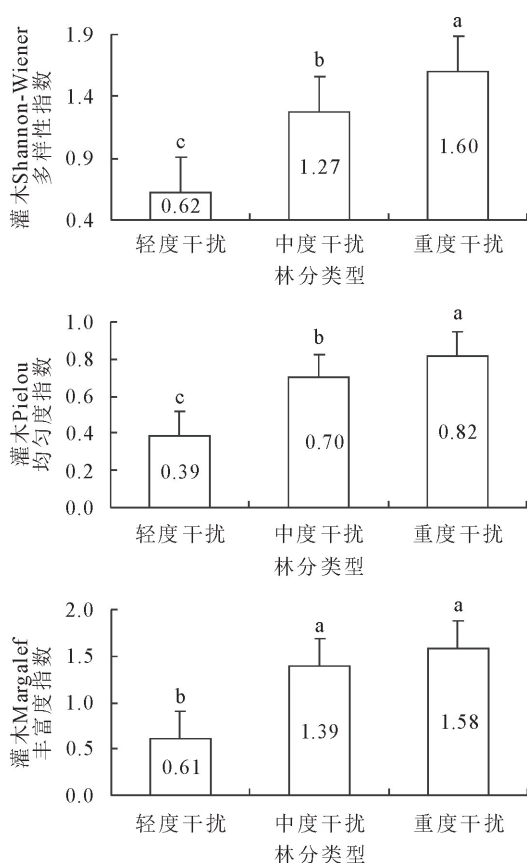 灌木Shannon-Wiener
多样性指数
1.9
1.4
0.9
0.4
c
b
a
0.62
1.27
1.60
轻度干扰 中度干扰 重度干扰
林分类型
灌木Pielou
均匀度指数
1.0
0.8
0.6
0.4
0.2
0.0
c
b
a
0.39
0.70
0.82
轻度干扰 中度干扰 重度干扰
林分类型
灌木Margalef
丰富度指数
2.0
1.5
1.0
0.5
0.0
b
a
a
0.61
1.39
1.58
轻度干扰 中度干扰 重度干扰
林分类型